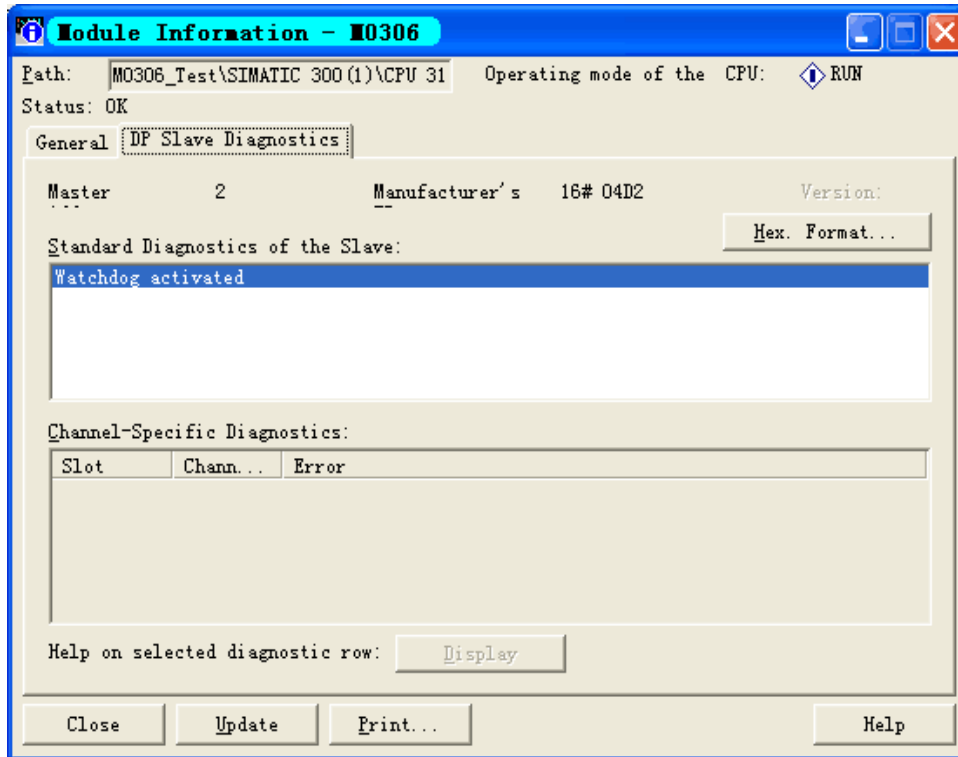 Module Information - M0306
Path: M0306_Test\SIMATIC 300(1)\CPU 31 Operating mode of the CPU: RUN
Status: OK
General DP Slave Diagnostics
Master 2 Manufacturer's 16# 04D2 Version:
Hex. Format...
Standard Diagnostics of the Slave:
Watchdog activated
Channel-Specific Diagnostics:
Slot Chann... Error
Help on selected diagnostic row: Display
Close Update Print... Help